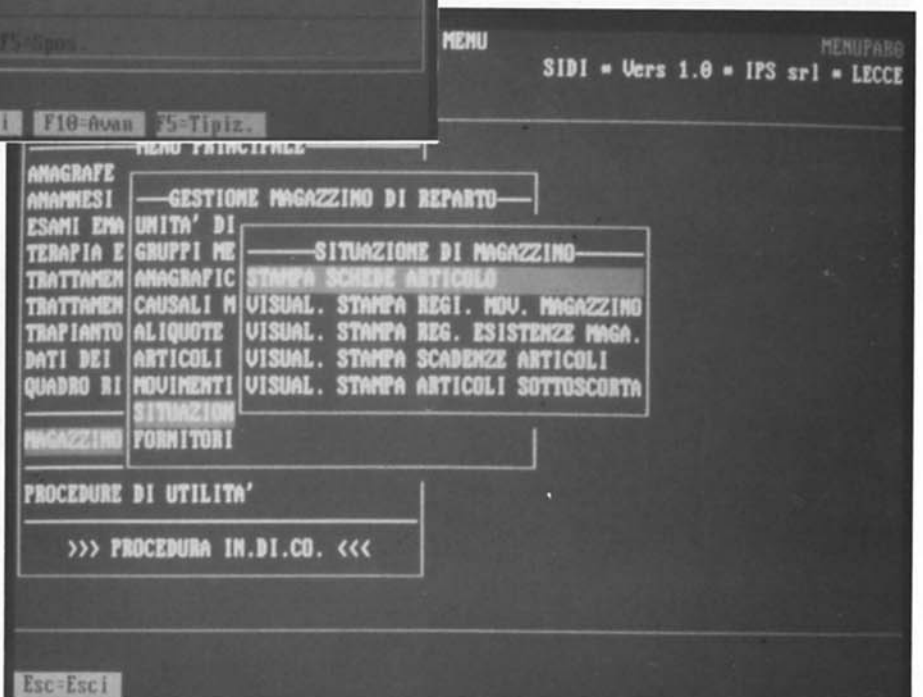 F5=Spos.
i F10=Avan F5=Tipiz.
MENU
MENUPAR0
SIDI = Vers 1.0 = IPS srl = LECCE
MENU PRINCIPALE
ANAGRAFE
ANAMNESI
ESAMI EMA
TERAPIA E
TRATTAMEN
TRATTAMEN
TRAPIANTO
DATI DEI
QUADRO RI
MAGAZZINO
PROCEDURE DI UTILITA'
>>> PROCEDURA IN.DI.CO. <<<
GESTIONE MAGAZZINO DI REPARTO
UNITA' DI
GRUPPI ME
ANAGRAFIC
CAUSALI M
ALIQUOTE
ARTICOLI
MOVIMENTI
SITUAZION
FORNITORI
SITUAZIONE DI MAGAZZINO
STAMPA SCHEDE ARTICOLO
VISUAL. STAMPA REGI. MOV. MAGAZZINO
VISUAL. STAMPA REG. ESISTENZE MAGA.
VISUAL. STAMPA SCADENZE ARTICOLI
VISUAL. STAMPA ARTICOLI SOTTOSCORTA
Esc=Esci